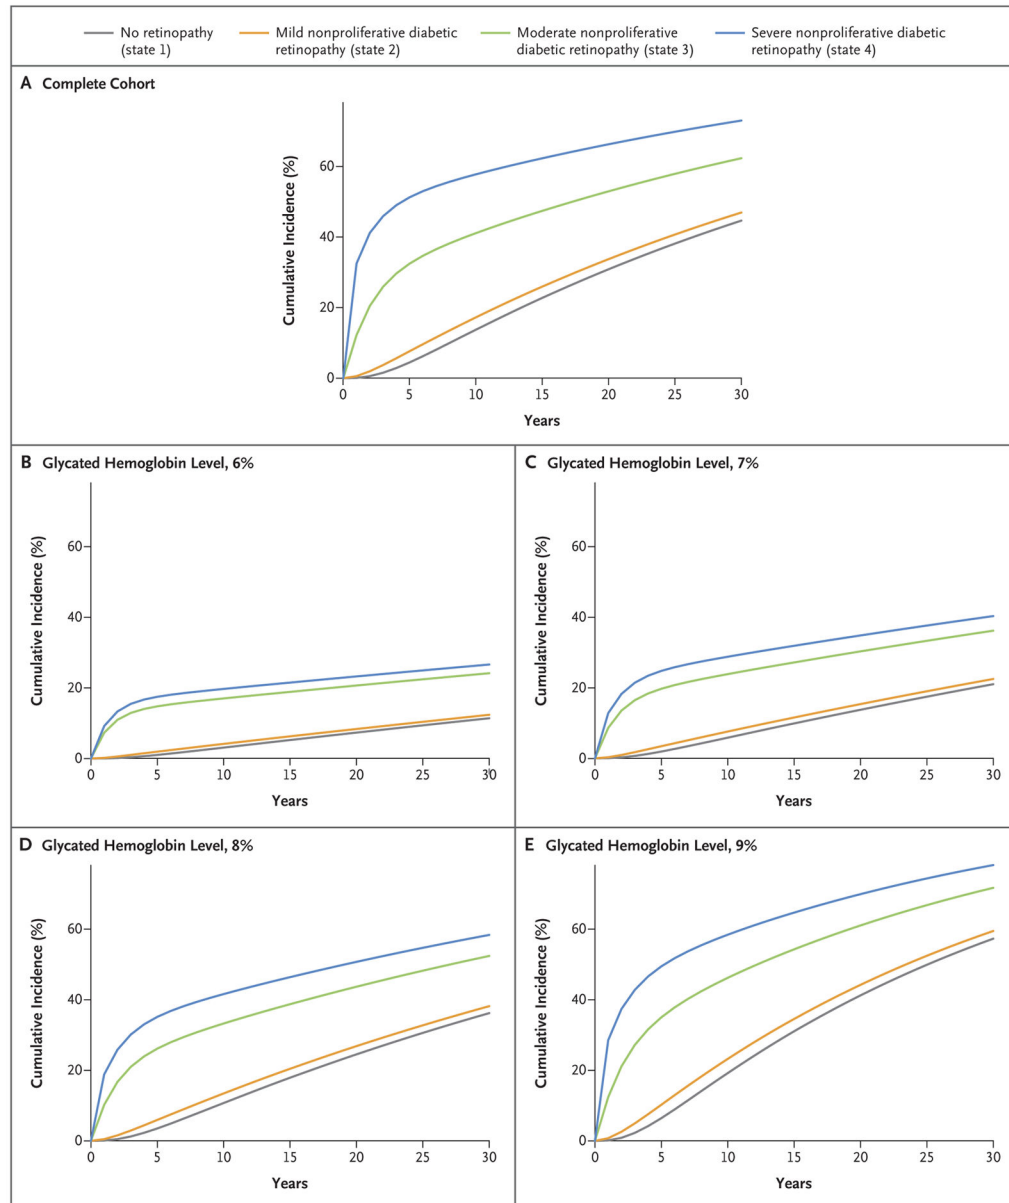 No retinopathy
(state 1)
Mild nonproliferative diabetic
retinopathy (state 2)
Moderate nonproliferative
diabetic retinopathy (state 3)
Severe nonproliferative diabetic
retinopathy (state 4)
A Complete Cohort
Cumulative Incidence (%)
60
40
20
0
0 5 10 15 20 25 30
Years
B Glycated Hemoglobin Level, 6%
Cumulative Incidence (%)
60
40
20
0
0 5 10 15 20 25 30
Years
C Glycated Hemoglobin Level, 7%
Cumulative Incidence (%)
60
40
20
0
0 5 10 15 20 25 30
Years
D Glycated Hemoglobin Level, 8%
Cumulative Incidence (%)
60
40
20
0
0 5 10 15 20 25 30
Years
E Glycated Hemoglobin Level, 9%
Cumulative Incidence (%)
60
40
20
0
0 5 10 15 20 25 30
Years